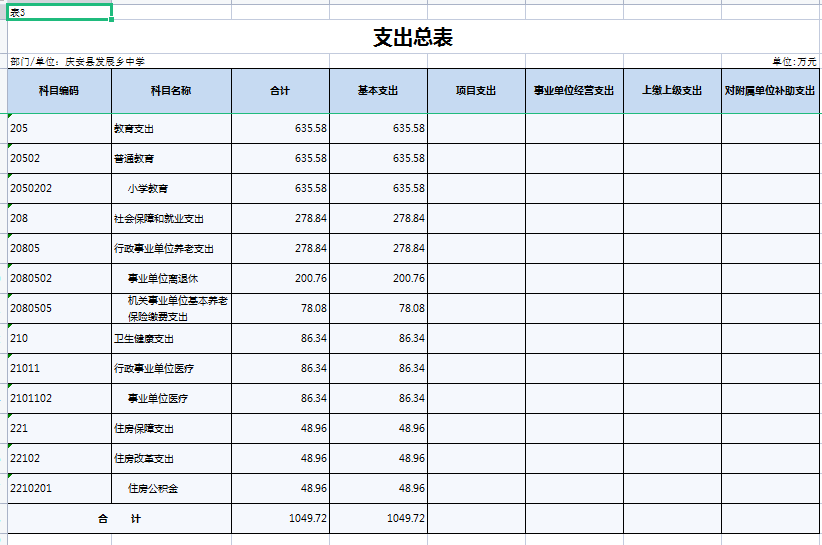 表3
支出总表
部门/单位：庆安县发展乡中学 单位:万元
科目编码 科目名称 合计 基本支出 项目支出 事业单位经营支出 上缴上级支出 对附属单位补助支出
205 教育支出 635.58 635.58
20502 普通教育 635.58 635.58
2050202 小学教育 635.58 635.58
208 社会保障和就业支出 278.84 278.84
20805 行政事业单位养老支出 278.84 278.84
2080502 事业单位离退休 200.76 200.76
2080505 机关事业单位基本养老
保险缴费支出 78.08 78.08
210 卫生健康支出 86.34 86.34
21011 行政事业单位医疗 86.34 86.34
2101102 事业单位医疗 86.34 86.34
221 住房保障支出 48.96 48.96
22102 住房改革支出 48.96 48.96
2210201 住房公积金 48.96 48.96
合 计 1049.72 1049.72